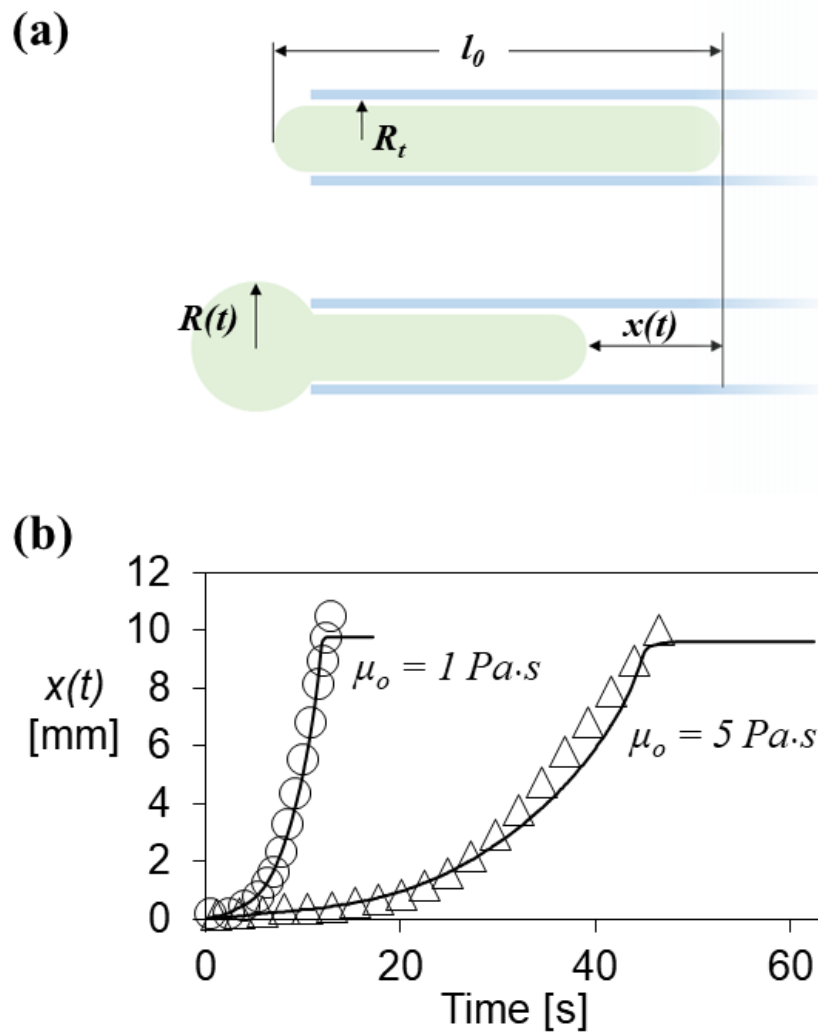 (a)
l₀
Rₜ
R(t)
x(t)
(b)
12
10
8
6
4
2
0
x(t)
[mm]
μₒ = 1 Pa·s
μₒ = 5 Pa·s
0 20 40 60
Time [s]